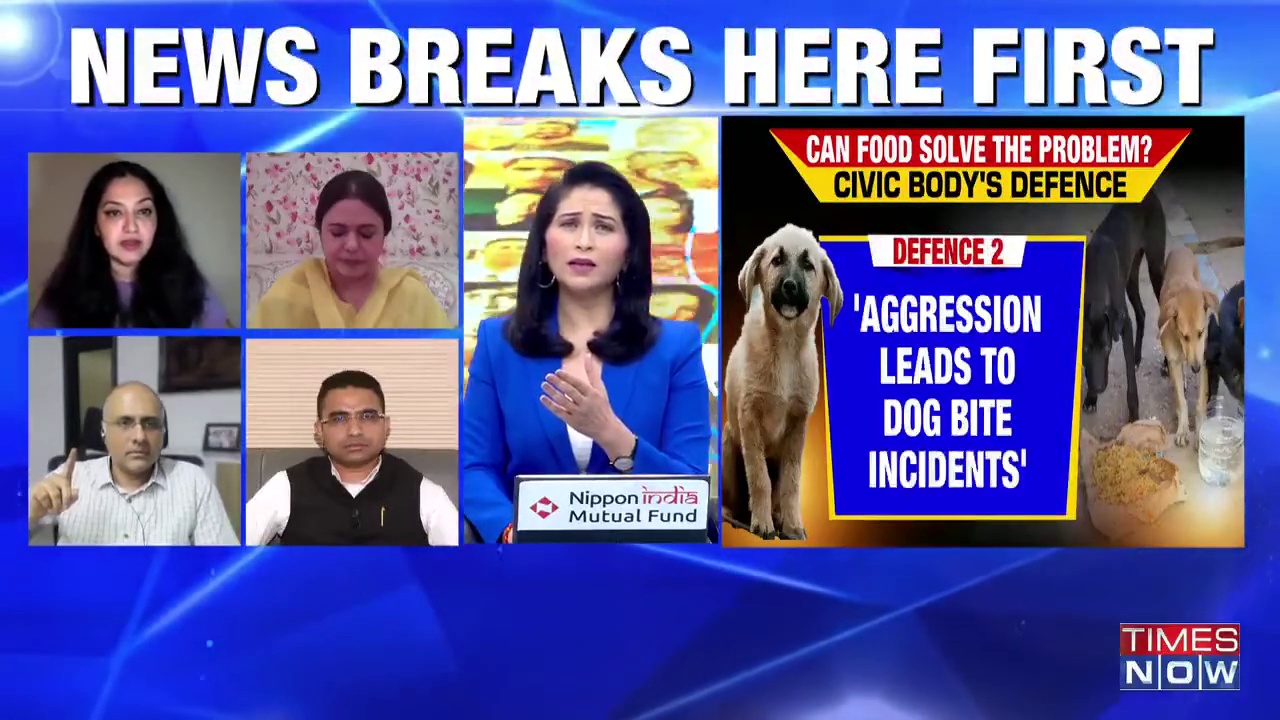 NEWS BREAKS HERE FIRST
CAN FOOD SOLVE THE PROBLEM?
CIVIC BODY'S DEFENCE
DEFENCE 2
'AGGRESSION
LEADS TO
DOG BITE
INCIDENTS'
Nippon india
Mutual Fund
TIMES
NOW